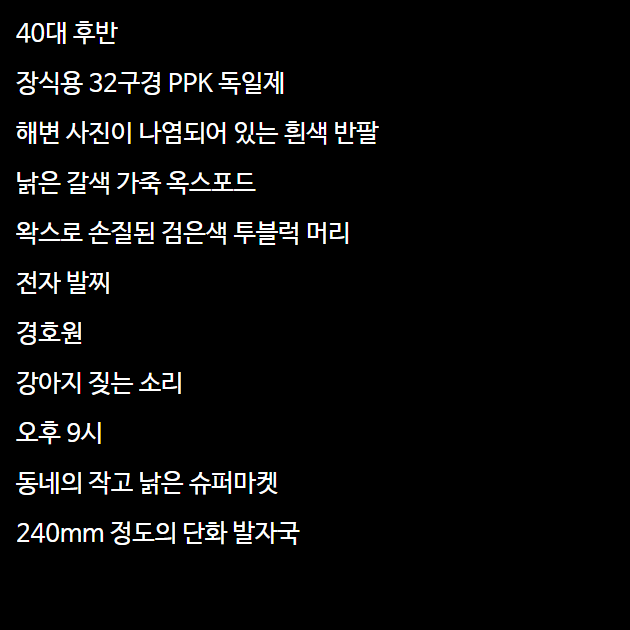 40대 후반
장식용 32구경 PPK 독일제
해변 사진이 나염되어 있는 흰색 반팔
낡은 갈색 가죽 옥스포드
왁스로 손질된 검은색 투블럭 머리
전자 발찌
경호원
강아지 짖는 소리
오후 9시
동네의 작고 낡은 슈퍼마켓
240mm 정도의 단화 발자국